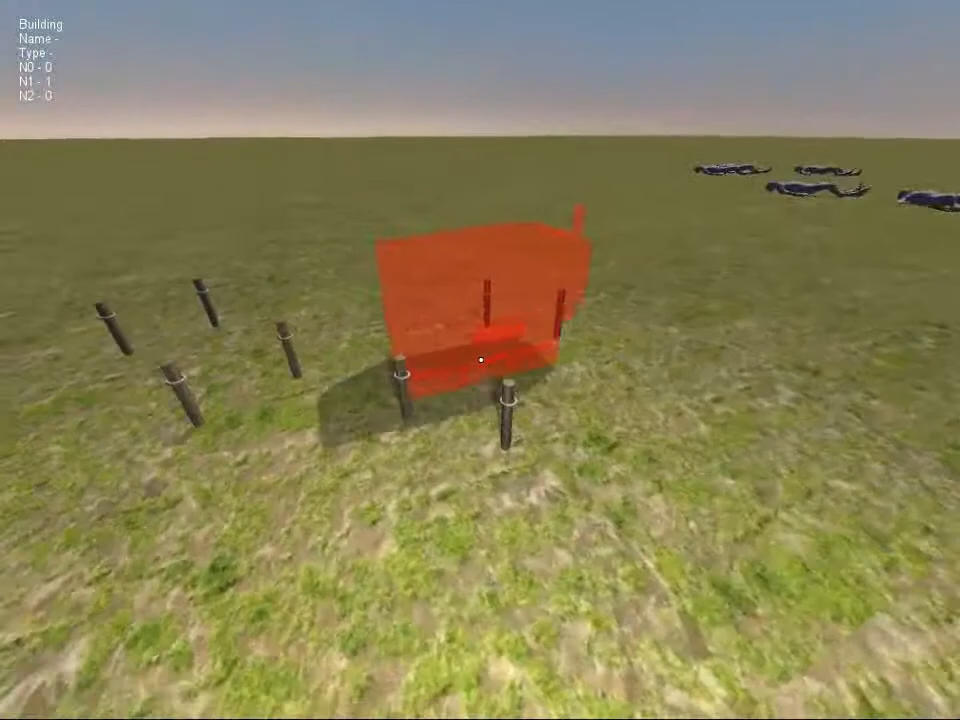 Building
Name -
Type -
N0 - 0
N1 - 1
N2 - 0